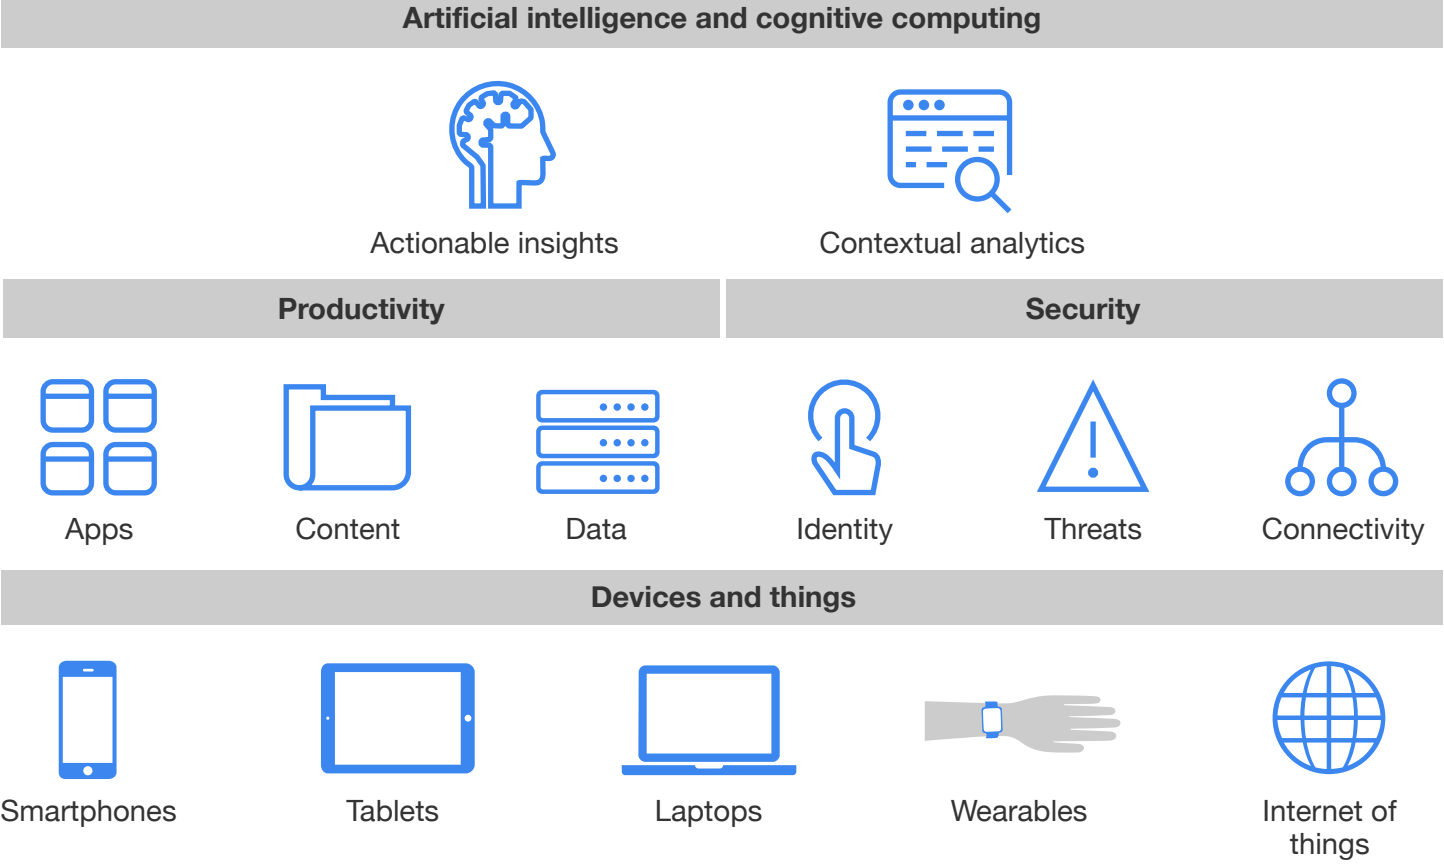 Artificial intelligence and cognitive computing
Actionable insights
Contextual analytics
Productivity
Security
Apps
Content
Data
Identity
Threats
Connectivity
Devices and things
Smartphones
Tablets
Laptops
Wearables
Internet of
things